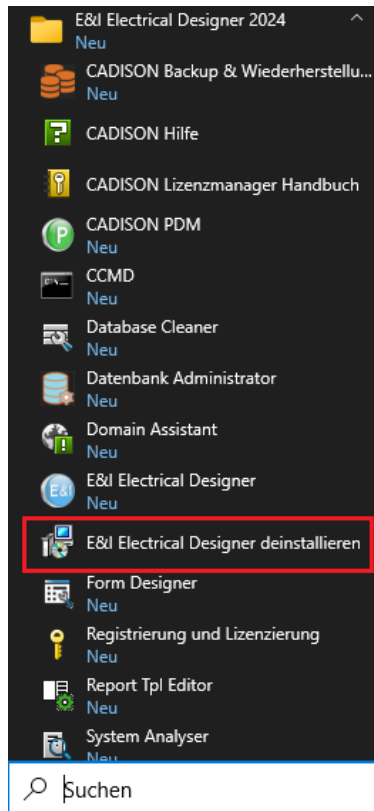 E&I Electrical Designer 2024
Neu
CADISON Backup & Wiederherstellu...
Neu
CADISON Hilfe
CADISON Lizenzmanager Handbuch
CADISON PDM
Neu
CCMD
Neu
Database Cleaner
Neu
Datenbank Administrator
Neu
Domain Assistant
Neu
E&I Electrical Designer
Neu
E&I Electrical Designer deinstallieren
Form Designer
Neu
Registrierung und Lizenzierung
Neu
Report Tpl Editor
Neu
System Analyser
Neu
Suchen